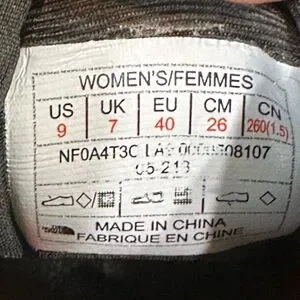 WOMEN'S/FEMMES
US UK EU CM CN
9 7 40 26 260(1.5)
NF0A4T3C
05-213
MADE IN CHINA
FABRIQUE EN CHINE